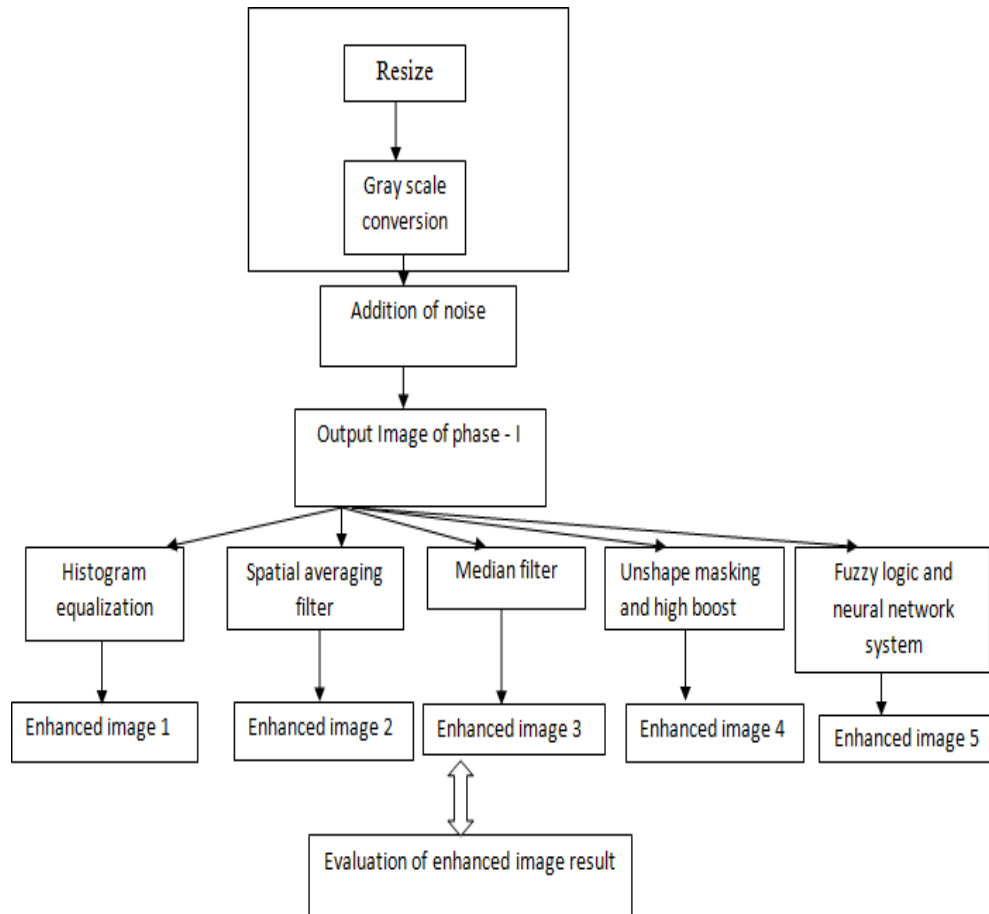 Resize
Gray scale
conversion
Addition of noise
Output Image of phase - I
Histogram
equalization
Spatial averaging
filter
Median filter
Unshape masking
and high boost
Fuzzy logic and
neural network
system
Enhanced image 1
Enhanced image 2
Enhanced image 3
Enhanced image 4
Enhanced image 5
Evaluation of enhanced image result